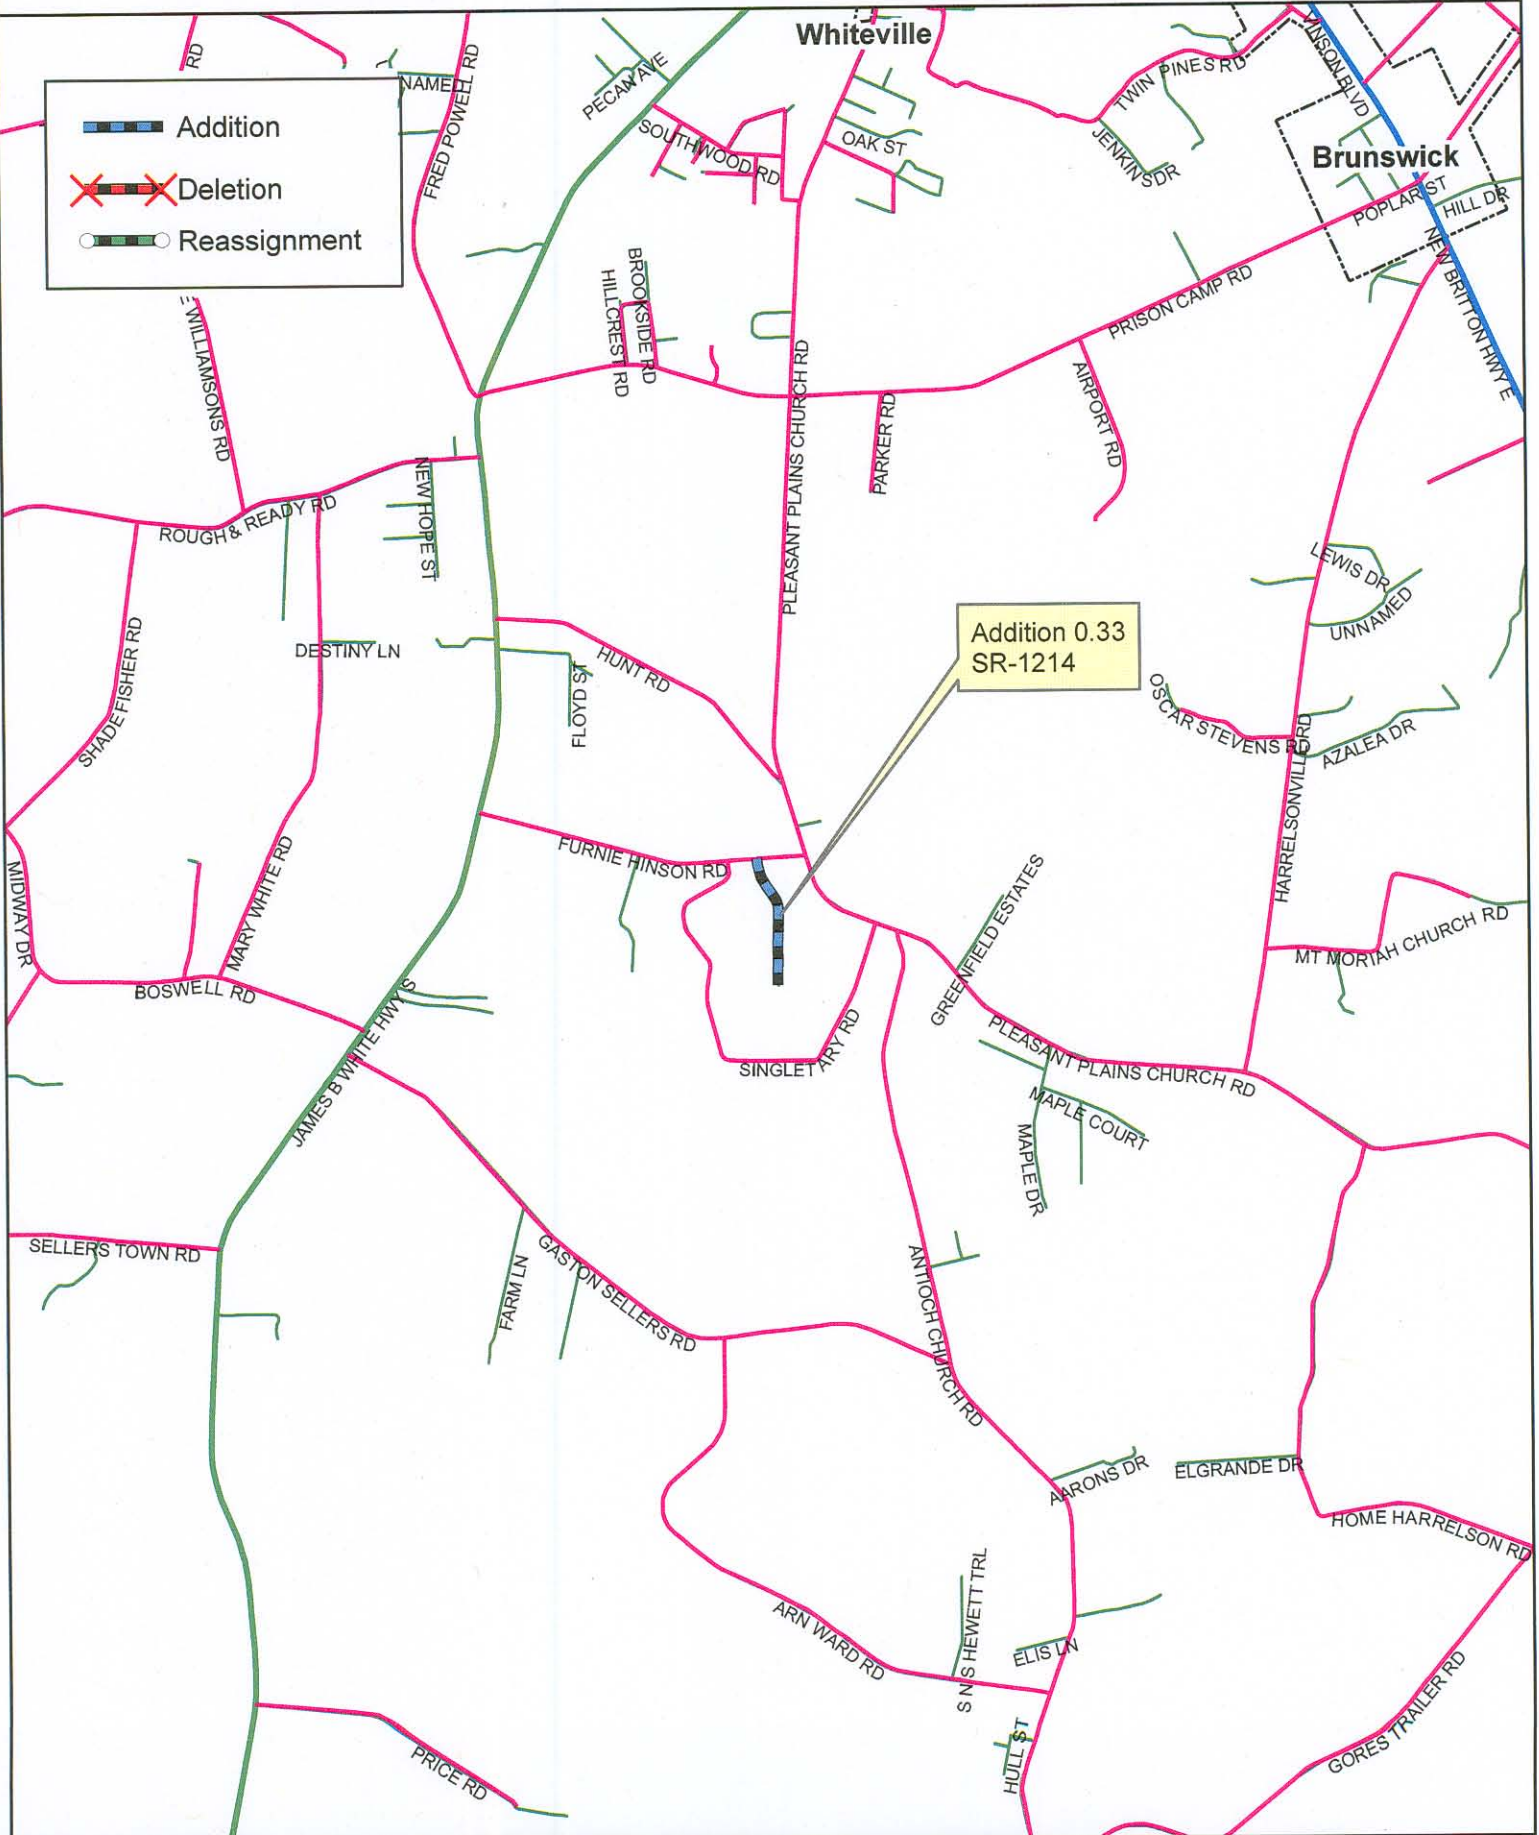 Whiteville
RD
NAMED
FRED POWELL RD
PECAN AVE
SOUTHWOOD RD
OAK ST
TWIN PINES RD
JENKINS DR
VINSON BLVD
Brunswick
POPLAR ST
HILL DR
NEW BRITTON HWY E
Addition
Deletion
Reassignment
E WILLIAMSONS RD
HILLCREST RD
BROOKSIDE RD
PRISON CAMP RD
AIRPORT RD
PARKER RD
PLEASANT PLAINS CHURCH RD
NEW HOPE ST
ROUGH & READY RD
SHADE FISHER RD
DESTINY LN
HUNT RD
FLOYD ST
Addition 0.33
SR-1214
LEWIS DR
UNNAMED
OSCAR STEVENS RD
AZALEA DR
HARRELSONVILLE RD
FURNIE HINSON RD
MIDWAY DR
MARY WHITE RD
BOSWELL RD
GREENFIELD ESTATES
MT MORIAH CHURCH RD
JAMES B WHITE HWY S
SINGLETARY RD
PLEASANT PLAINS CHURCH RD
MAPLE COURT
MAPLE DR
SELLERS TOWN RD
FARM LN
GASTON SELLERS RD
ANTIOCH CHURCH RD
AARONS DR
ELGRANDE DR
HOME HARRELSON RD
ARN WARD RD
S N S HEWETT TRL
ELIS LN
HULL ST
GORES TRAILER RD
PRICE RD